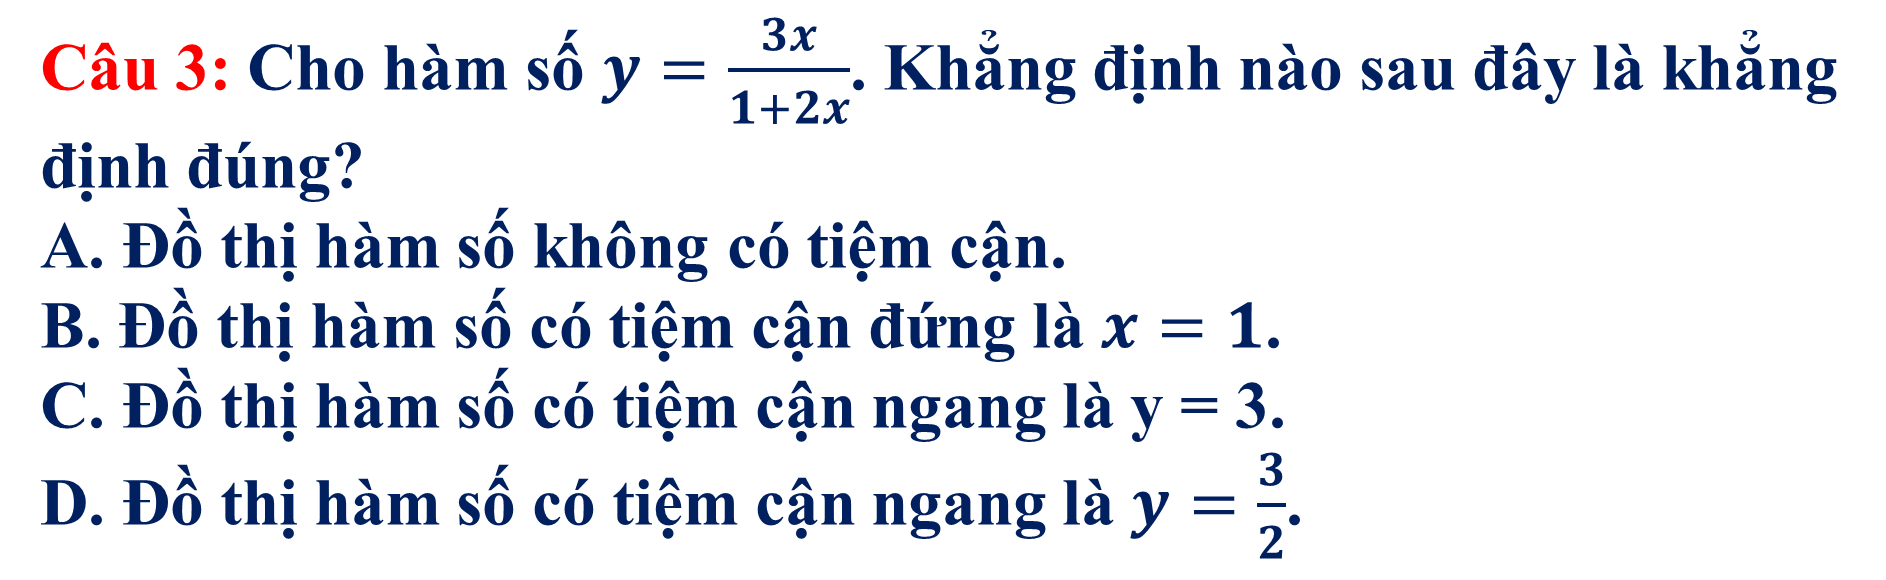 Câu 3: Cho hàm số y = 3x/(1+2x). Khẳng định nào sau đây là khẳng
định đúng?
A. Đồ thị hàm số không có tiệm cận.
B. Đồ thị hàm số có tiệm cận đứng là x = 1.
C. Đồ thị hàm số có tiệm cận ngang là y = 3.
D. Đồ thị hàm số có tiệm cận ngang là y = 3/2.